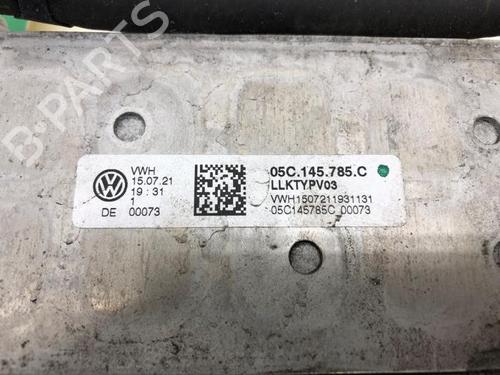 B-PARTS
VWH
15.07.21
19:31
1
DE 00073
05C.145.785.C
LLKTYPV03
VWH1507211931131
05C145785C 00073